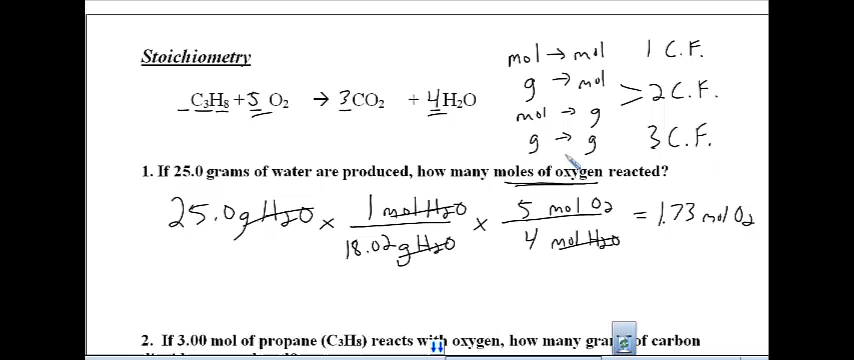 Stoichiometry
mol → mol 1 C.F.
g → mol
> 2 C.F.
mol → g
g → g 3 C.F.
_C₃H₈ + 5 O₂ → 3CO₂ + 4H₂O
1. If 25.0 grams of water are produced, how many moles of oxygen reacted?
25.0g H₂O × 1 mol H₂O / 18.02 g H₂O × 5 mol O₂ / 4 mol H₂O = 1.73 mol O₂
2. If 3.00 mol of propane (C₃H₈) reacts with oxygen, how many of carbon